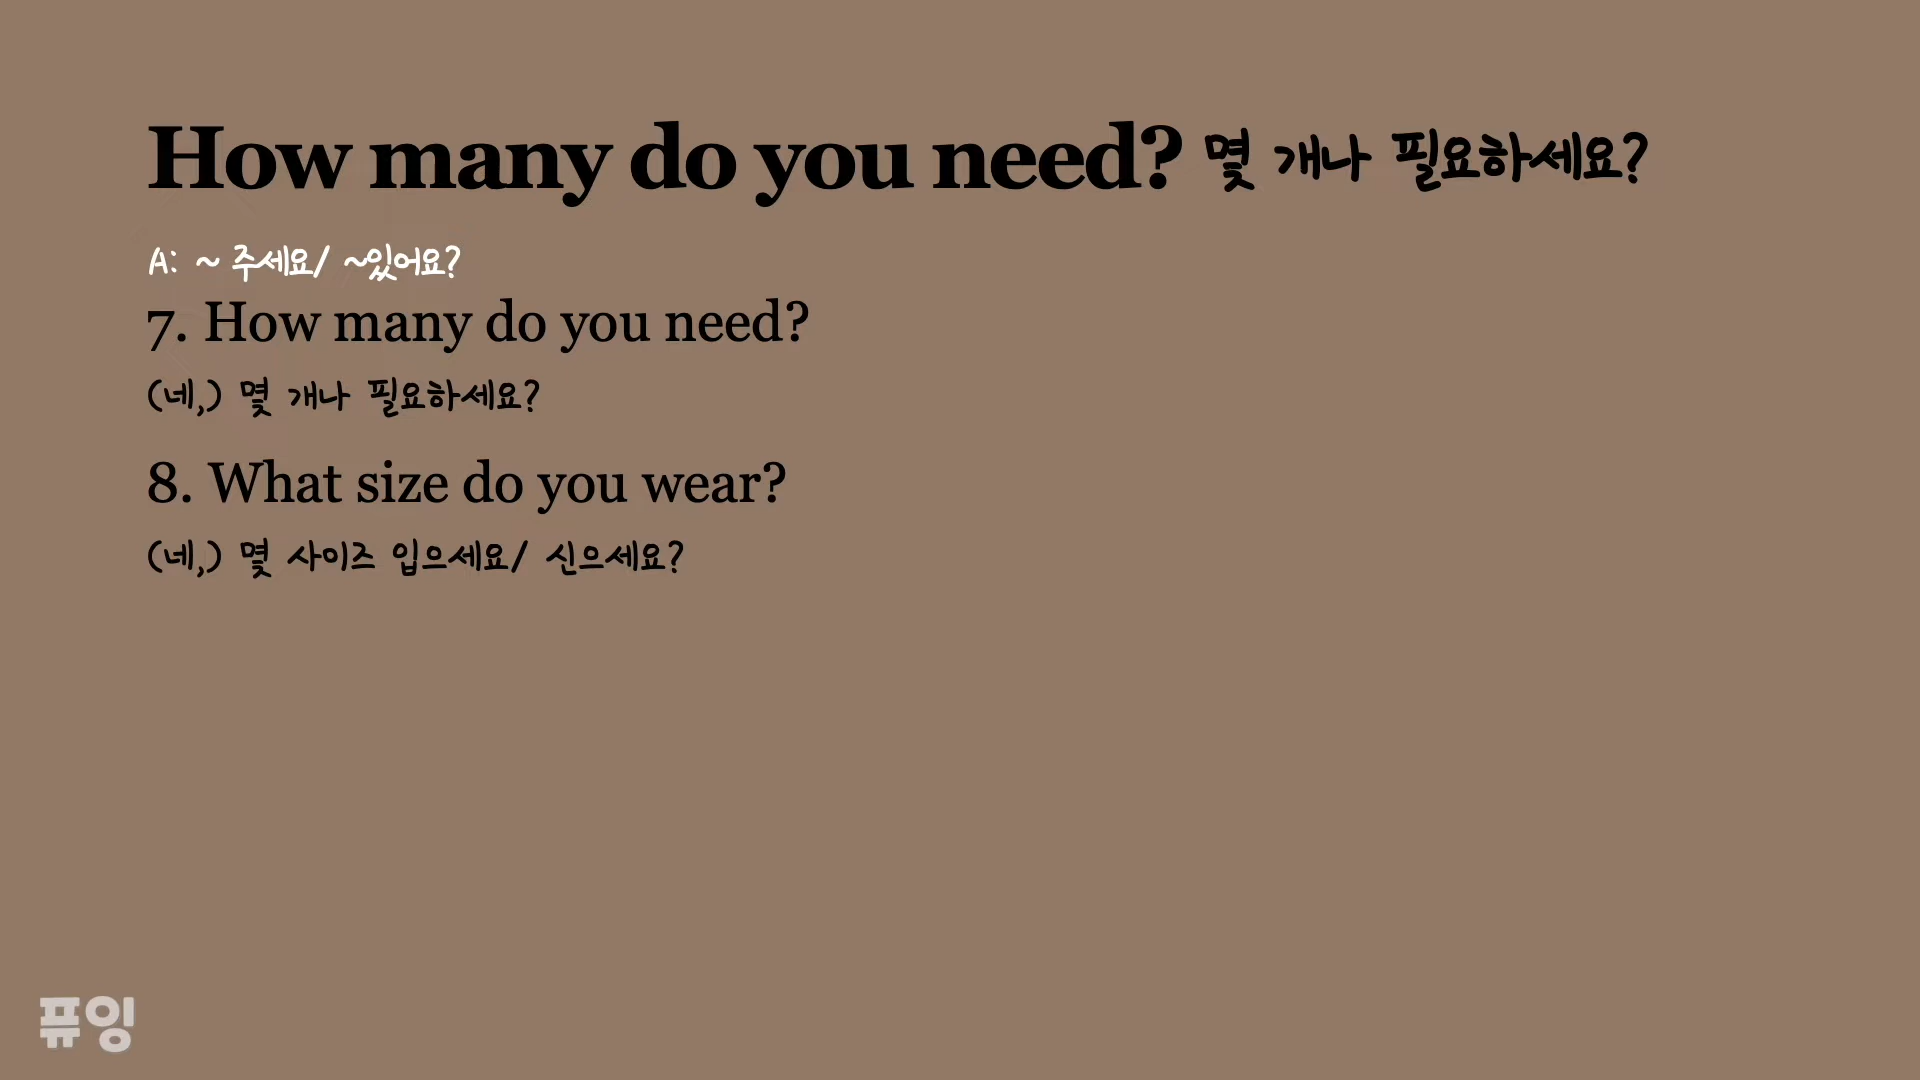 How many do you need? 몇 개나 필요하세요?
A: ~ 주세요/ ~있어요?
7. How many do you need?
(네,) 몇 개나 필요하세요?
8. What size do you wear?
(네,) 몇 사이즈 입으세요/ 신으세요?
퓨잉